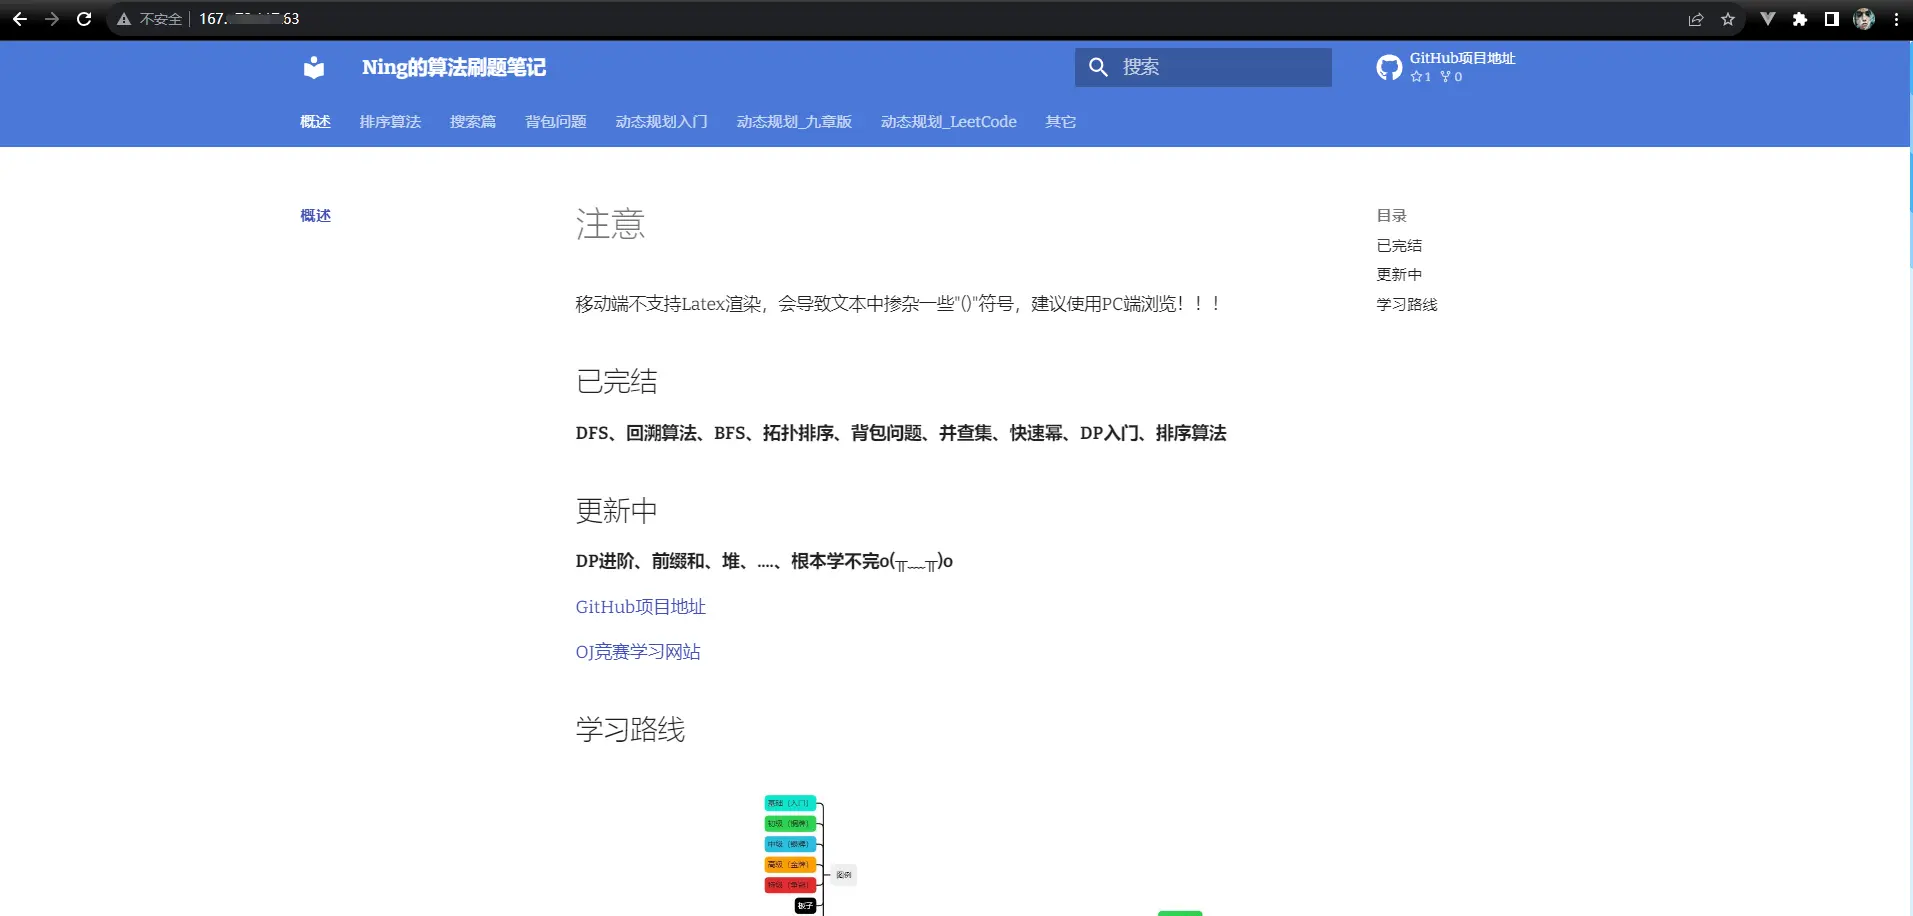 不安全 167. 63
Ning的算法刷题笔记
搜索
GitHub项目地址
1 0
概述 排序算法 搜索篇 背包问题 动态规划入门 动态规划_九章版 动态规划_LeetCode 其它
概述
注意
移动端不支持Latex渲染，会导致文本中掺杂一些"()"符号，建议使用PC端浏览！！！
已完结
DFS、回溯算法、BFS、拓扑排序、背包问题、并查集、快速幂、DP入门、排序算法
更新中
DP进阶、前缀和、堆、....、根本学不完o(╥﹏╥)o
GitHub项目地址
OJ竞赛学习网站
学习路线
目录
已完结
更新中
学习路线
基础（入门）
初级（铜牌）
中级（银牌）
高级（金牌）
图例
板子